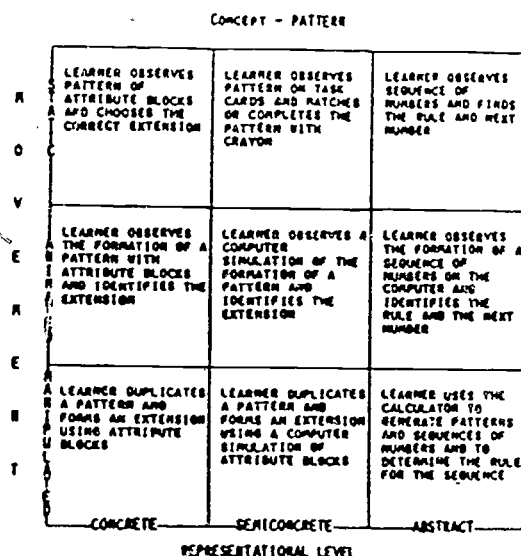 CONCEPT - PATTERN
MOVEMENT
STATIC
LEARNER OBSERVES
PATTERN OF
ATTRIBUTE BLOCKS
AND CHOOSES THE
CORRECT EXTENSION
LEARNER OBSERVES
PATTERN ON TASK
CARDS AND MATCHES
OR COMPLETES THE
PATTERN WITH
CRAYON
LEARNER OBSERVES
SEQUENCE OF
NUMBERS AND FINDS
THE RULE AND NEXT
NUMBER
LEARNER OBSERVES
THE FORMATION OF A
PATTERN WITH
ATTRIBUTE BLOCKS
AND IDENTIFIES THE
EXTENSION
LEARNER OBSERVES A
COMPUTER
SIMULATION OF THE
FORMATION OF A
PATTERN AND
IDENTIFIES THE
EXTENSION
LEARNER OBSERVES
THE FORMATION OF A
SEQUENCE OF
NUMBERS ON THE
COMPUTER AND
IDENTIFIES THE
RULE AND THE NEXT
NUMBER
MANIPULATED
LEARNER DUPLICATES
A PATTERN AND
FORMS AN EXTENSION
USING ATTRIBUTE
BLOCKS
LEARNER DUPLICATES
A PATTERN AND
FORMS AN EXTENSION
USING A COMPUTER
SIMULATION OF
ATTRIBUTE BLOCKS
LEARNER USES THE
CALCULATOR TO
GENERATE PATTERNS
AND SEQUENCES OF
NUMBERS AND TO
DETERMINE THE RULE
FOR THE SEQUENCE
CONCRETE
SEMICONCRETE
ABSTRACT
REPRESENTATIONAL LEVEL